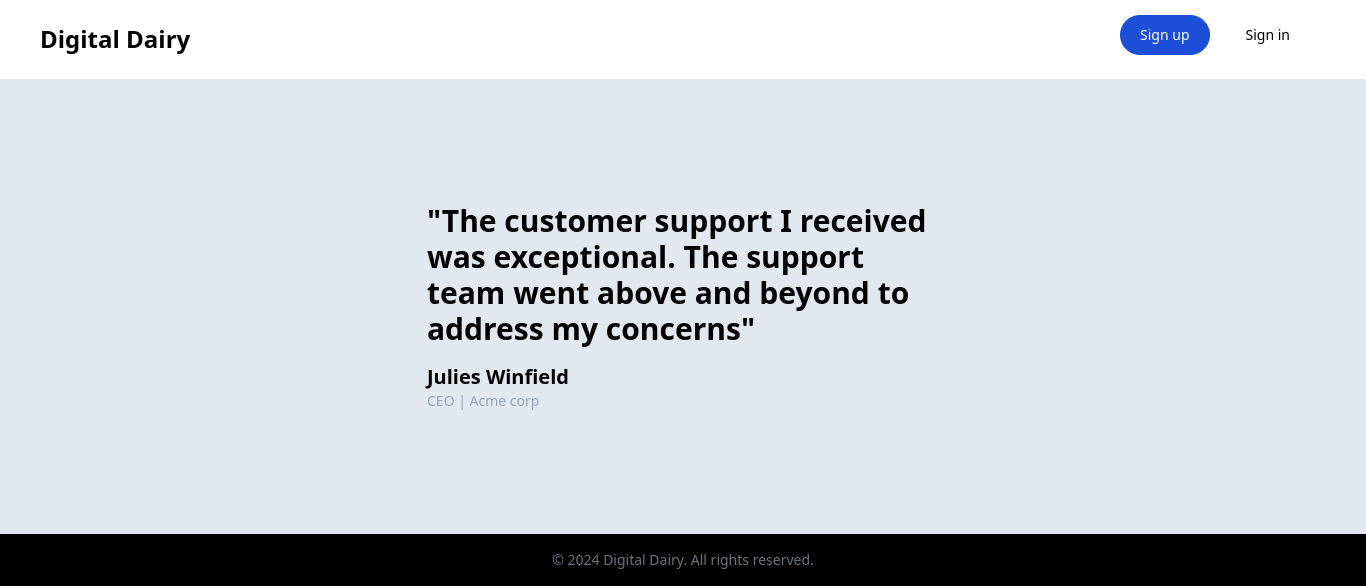 Digital Dairy
Sign up
Sign in
"The customer support I received
was exceptional. The support
team went above and beyond to
address my concerns"
Julies Winfield
CEO | Acme corp
© 2024 Digital Dairy. All rights reserved.